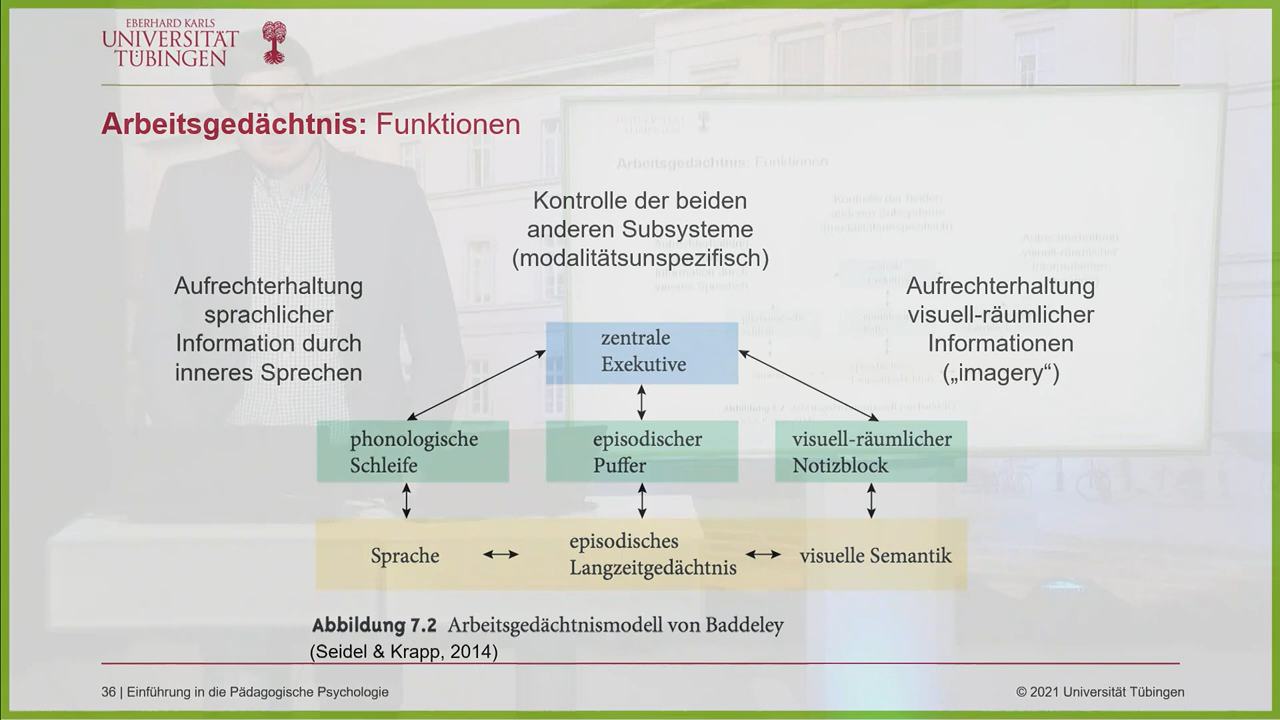 EBERHARD KARLS
UNIVERSITÄT
TÜBINGEN
Arbeitsgedächtnis: Funktionen
Kontrolle der beiden
anderen Subsysteme
(modalitätsunspezifisch)
Aufrechterhaltung
sprachlicher
Information durch
inneres Sprechen
Aufrechterhaltung
visuell-räumlicher
Informationen
(„imagery“)
zentrale
Exekutive
phonologische
Schleife
episodischer
Puffer
visuell-räumlicher
Notizblock
Sprache
episodisches
Langzeitgedächtnis
visuelle Semantik
Abbildung 7.2 Arbeitsgedächtnismodell von Baddeley
(Seidel & Krapp, 2014)
36 | Einführung in die Pädagogische Psychologie
© 2021 Universität Tübingen
Arbeitsgedächtnis: Funktionen